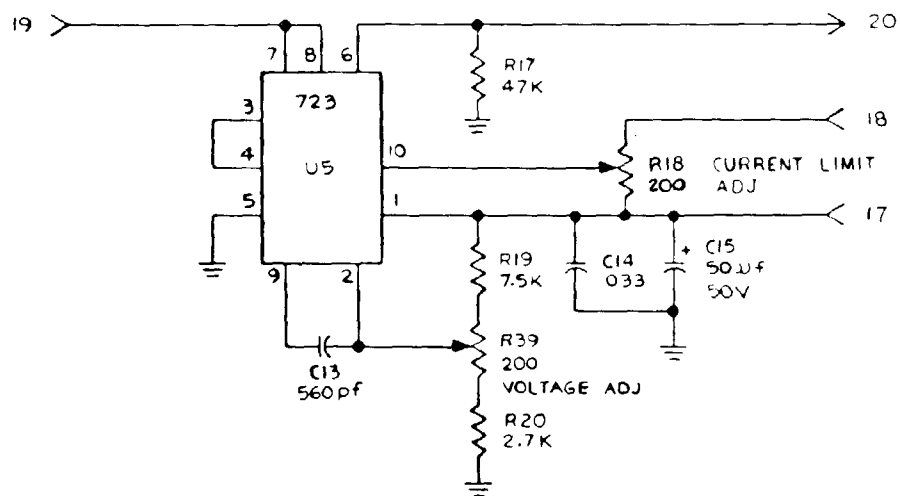 19
20
7
8
6
R17
47K
723
3
18
4
U5
10
R18 CURRENT LIMIT
200 ADJ
5
1
17
R19
7.5K
C14
033
+ C15
50uf
50V
9
2
C13
560pf
R39
200
VOLTAGE ADJ
R20
2.7K